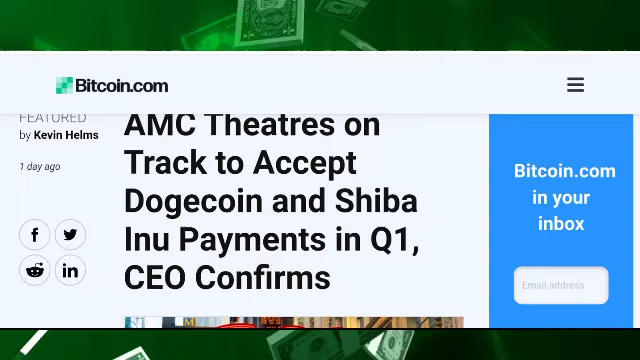 Bitcoin.com
FEATURED
by Kevin Helms
1 day ago
AMC Theatres on
Track to Accept
Dogecoin and Shiba
Inu Payments in Q1,
CEO Confirms
Bitcoin.com
in your
inbox
Email address